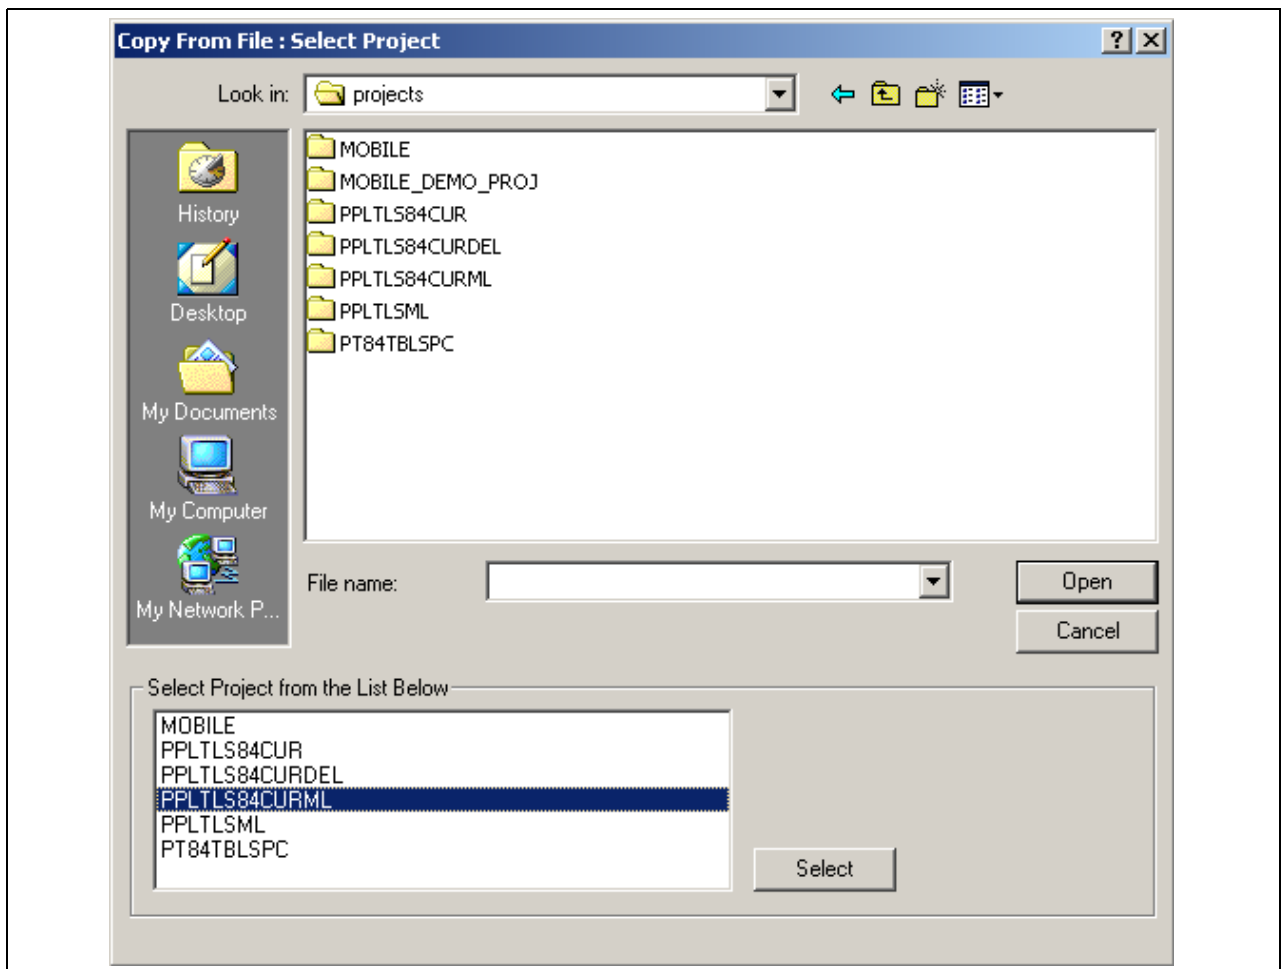 Copy From File : Select Project
Look in: projects
History
Desktop
My Documents
My Computer
My Network P...
MOBILE
MOBILE_DEMO_PROJ
PPLTLS84CUR
PPLTLS84CURDEL
PPLTLS84CURML
PPLTLSML
PT84TBLSPC
File name:
Open
Cancel
Select Project from the List Below
MOBILE
PPLTLS84CUR
PPLTLS84CURDEL
PPLTLS84CURML
PPLTLSML
PT84TBLSPC
Select